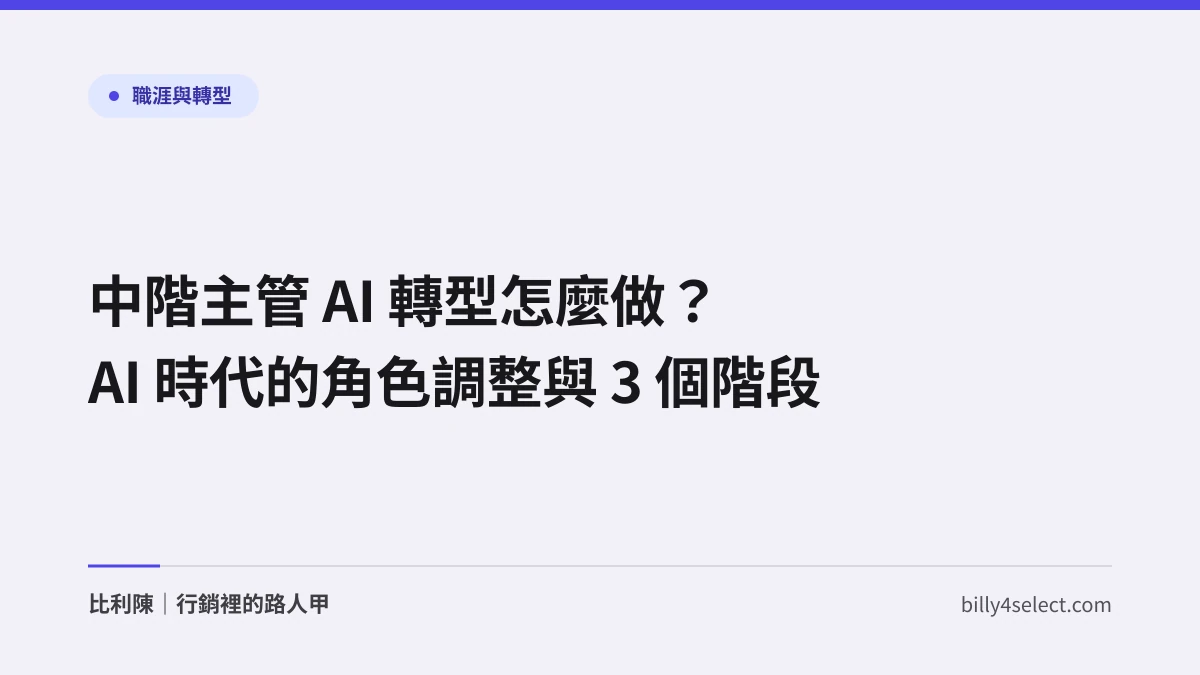 職涯與轉型
中階主管 AI 轉型怎麼做？
AI 時代的角色調整與 3 個階段
比利陳｜行銷裡的路人甲
billy4select.com